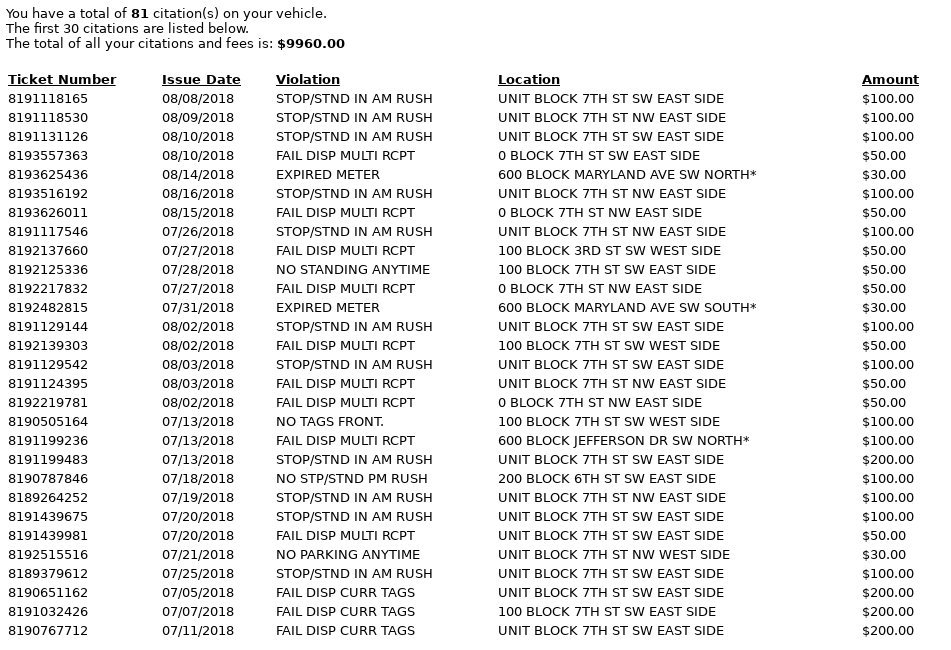 You have a total of 81 citation(s) on your vehicle.
The first 30 citations are listed below.
The total of all your citations and fees is: $9960.00
Ticket Number Issue Date Violation Location Amount
8191118165 08/08/2018 STOP/STND IN AM RUSH UNIT BLOCK 7TH ST SW EAST SIDE $100.00
8191118530 08/09/2018 STOP/STND IN AM RUSH UNIT BLOCK 7TH ST NW EAST SIDE $100.00
8191131126 08/10/2018 STOP/STND IN AM RUSH UNIT BLOCK 7TH ST SW EAST SIDE $100.00
8193557363 08/10/2018 FAIL DISP MULTI RCPT 0 BLOCK 7TH ST SW EAST SIDE $50.00
8193625436 08/14/2018 EXPIRED METER 600 BLOCK MARYLAND AVE SW NORTH* $30.00
8193516192 08/16/2018 STOP/STND IN AM RUSH UNIT BLOCK 7TH ST NW EAST SIDE $100.00
8193626011 08/15/2018 FAIL DISP MULTI RCPT 0 BLOCK 7TH ST NW EAST SIDE $50.00
8191117546 07/26/2018 STOP/STND IN AM RUSH UNIT BLOCK 7TH ST NW EAST SIDE $100.00
8192137660 07/27/2018 FAIL DISP MULTI RCPT 100 BLOCK 3RD ST SW WEST SIDE $50.00
8192125336 07/28/2018 NO STANDING ANYTIME 100 BLOCK 7TH ST SW EAST SIDE $50.00
8192217832 07/27/2018 FAIL DISP MULTI RCPT 0 BLOCK 7TH ST NW EAST SIDE $50.00
8192482815 07/31/2018 EXPIRED METER 600 BLOCK MARYLAND AVE SW SOUTH* $30.00
8191129144 08/02/2018 STOP/STND IN AM RUSH UNIT BLOCK 7TH ST SW EAST SIDE $100.00
8192139303 08/02/2018 FAIL DISP MULTI RCPT 100 BLOCK 7TH ST SW WEST SIDE $50.00
8191129542 08/03/2018 STOP/STND IN AM RUSH UNIT BLOCK 7TH ST SW EAST SIDE $100.00
8191124395 08/03/2018 FAIL DISP MULTI RCPT UNIT BLOCK 7TH ST NW EAST SIDE $50.00
8192219781 08/02/2018 FAIL DISP MULTI RCPT 0 BLOCK 7TH ST NW EAST SIDE $50.00
8190505164 07/13/2018 NO TAGS FRONT. 100 BLOCK 7TH ST SW WEST SIDE $100.00
8191199236 07/13/2018 FAIL DISP MULTI RCPT 600 BLOCK JEFFERSON DR SW NORTH* $100.00
8191199483 07/13/2018 STOP/STND IN AM RUSH UNIT BLOCK 7TH ST SW EAST SIDE $200.00
8190787846 07/18/2018 NO STP/STND PM RUSH 200 BLOCK 6TH ST SW EAST SIDE $100.00
8189264252 07/19/2018 STOP/STND IN AM RUSH UNIT BLOCK 7TH ST NW EAST SIDE $100.00
8191439675 07/20/2018 STOP/STND IN AM RUSH UNIT BLOCK 7TH ST SW EAST SIDE $100.00
8191439981 07/20/2018 FAIL DISP MULTI RCPT UNIT BLOCK 7TH ST SW EAST SIDE $50.00
8192515516 07/21/2018 NO PARKING ANYTIME UNIT BLOCK 7TH ST NW WEST SIDE $30.00
8189379612 07/25/2018 STOP/STND IN AM RUSH UNIT BLOCK 7TH ST SW EAST SIDE $100.00
8190651162 07/05/2018 FAIL DISP CURR TAGS UNIT BLOCK 7TH ST SW EAST SIDE $200.00
8191032426 07/07/2018 FAIL DISP CURR TAGS 100 BLOCK 7TH ST SW EAST SIDE $200.00
8190767712 07/11/2018 FAIL DISP CURR TAGS UNIT BLOCK 7TH ST SW EAST SIDE $200.00